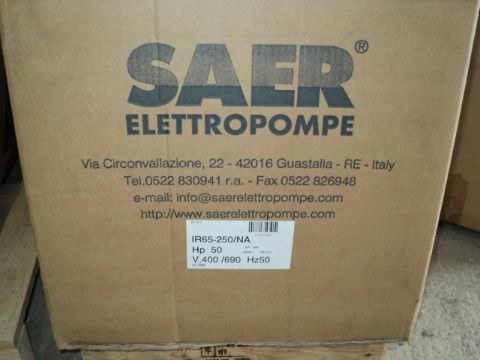 SAER®
ELETTROPOMPE
Via Circonvallazione, 22 - 42016 Guastalla - RE - Italy
Tel.0522 830941 r.a. - Fax 0522 826948
e-mail: info@saerelettropompe.com
http://www.saerelettropompe.com
IR65-250/NA
Hp 50
V 400 /690 Hz50